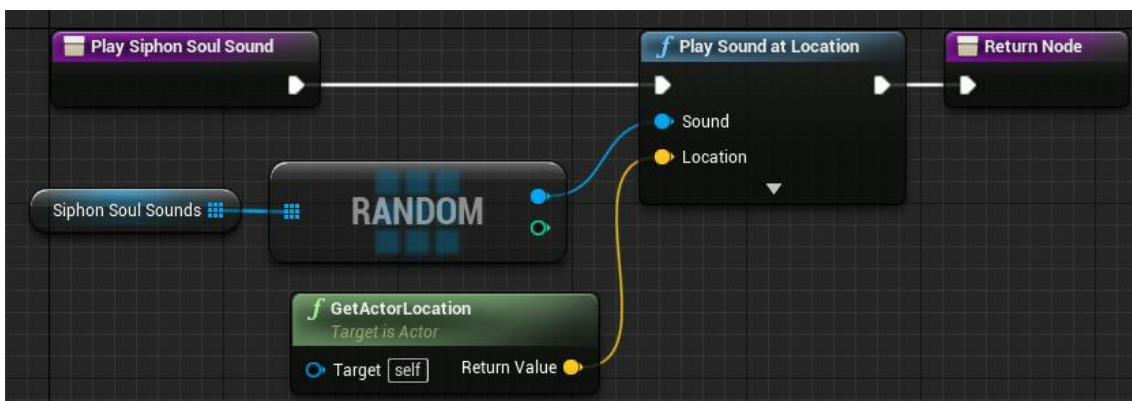 Play Siphon Soul Sound
f Play Sound at Location
Return Node
Sound
Location
Siphon Soul Sounds
RANDOM
f GetActorLocation
Target is Actor
Target self
Return Value